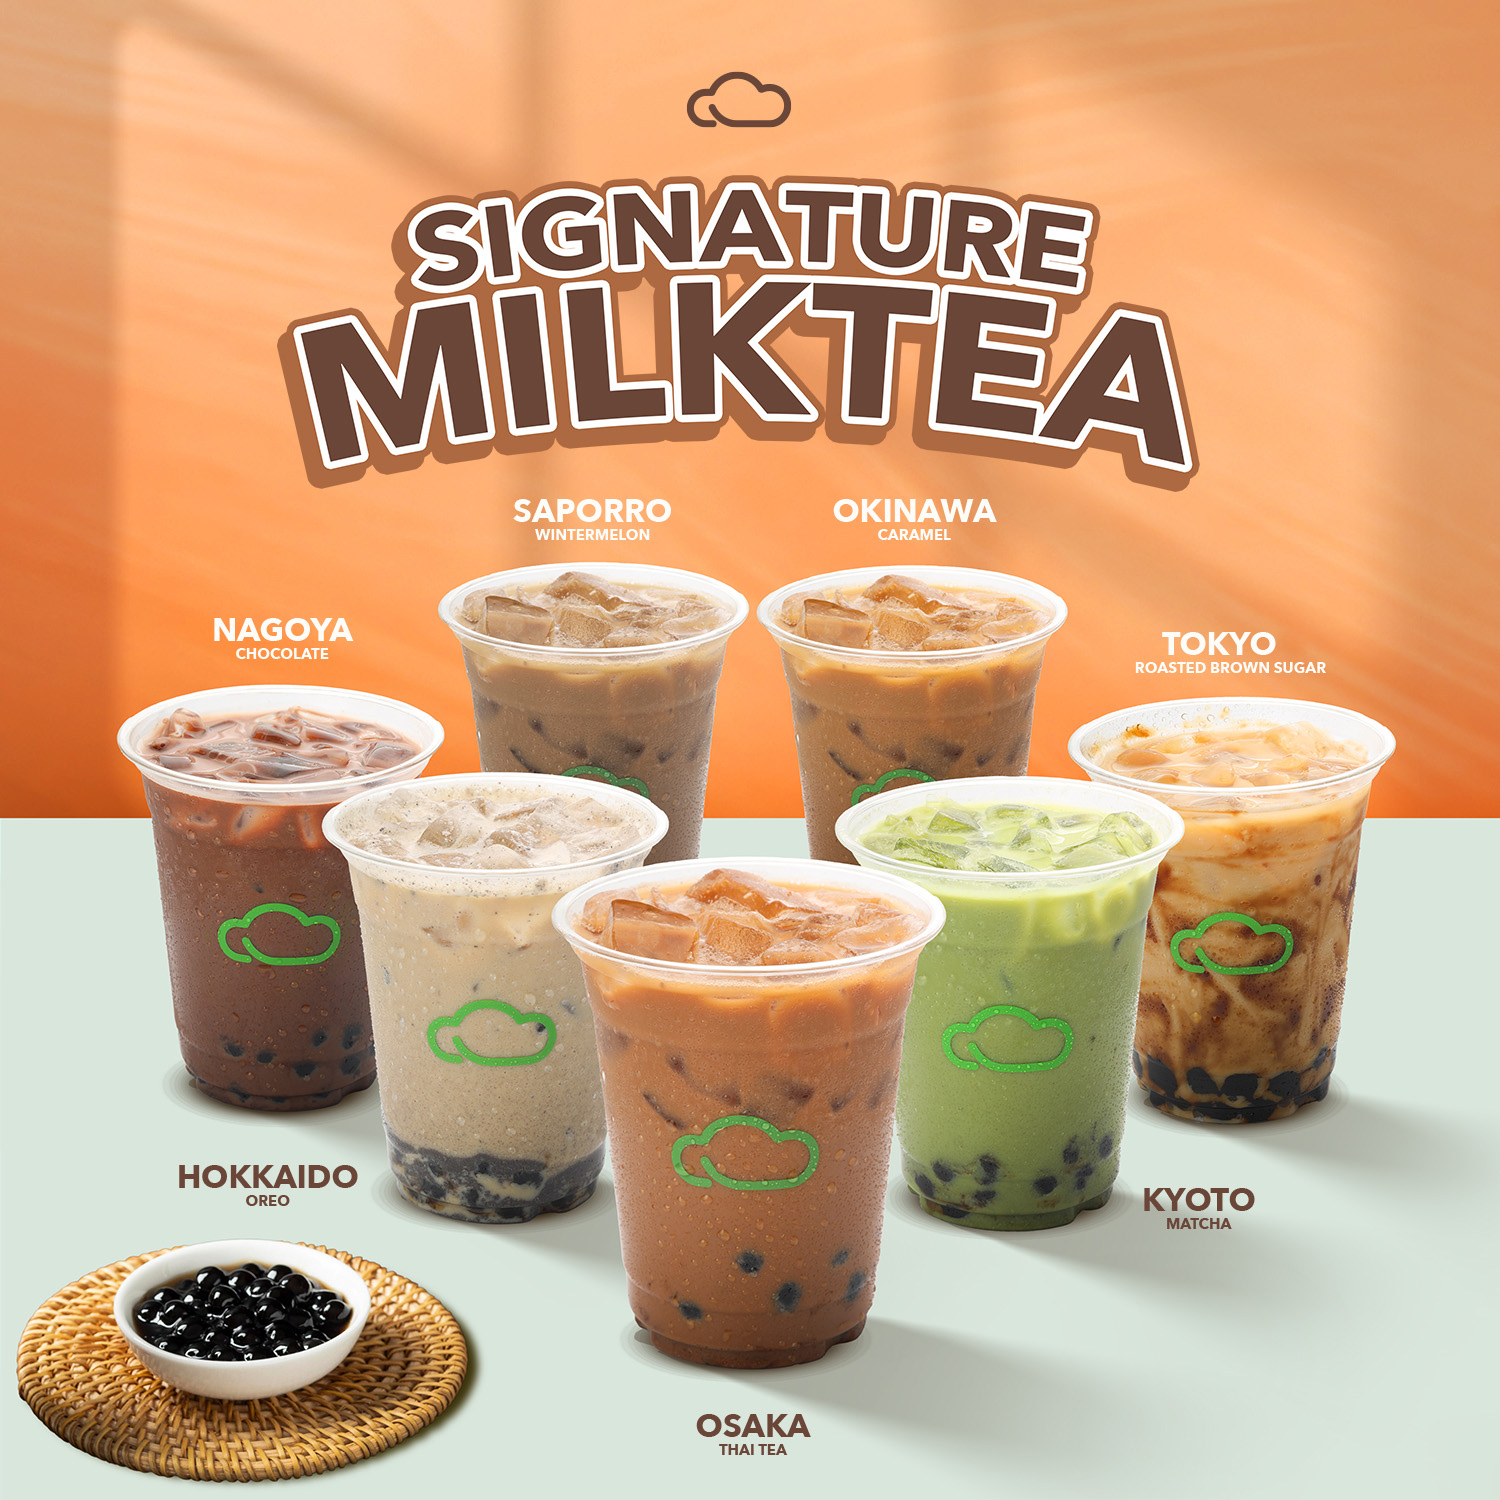 SIGNATURE
MILKTEA
SAPORRO
WINTERMELON
OKINAWA
CARAMEL
NAGOYA
CHOCOLATE
TOKYO
ROASTED BROWN SUGAR
HOKKAIDO
OREO
KYOTO
MATCHA
OSAKA
THAI TEA